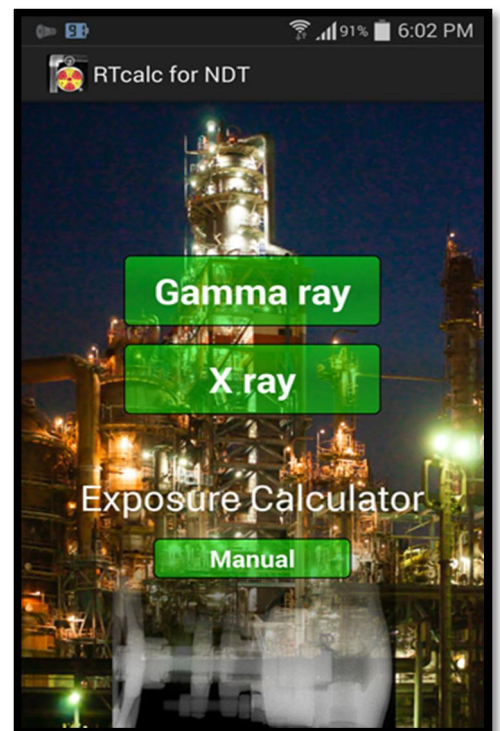 91% 6:02 PM
RTcalc for NDT
Gamma ray
X ray
Exposure Calculator
Manual